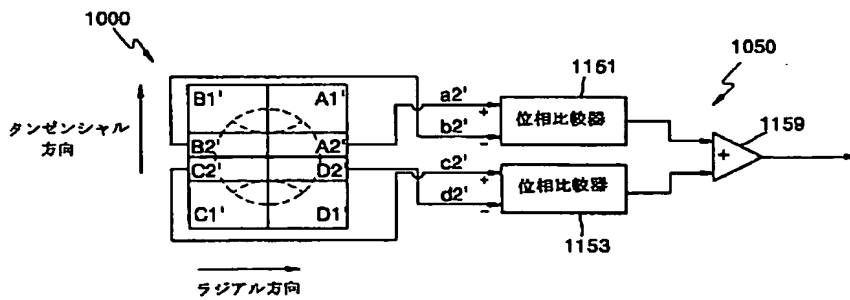 1000
1161
1050
B1'
A1'
a2'
+
位相比較器
1159
タンゼンシャル
方向
B2'
A2'
b2'
-
+
C2'
D2'
c2'
+
位相比較器
d2'
-
C1'
D1'
1153
ラジアル方向